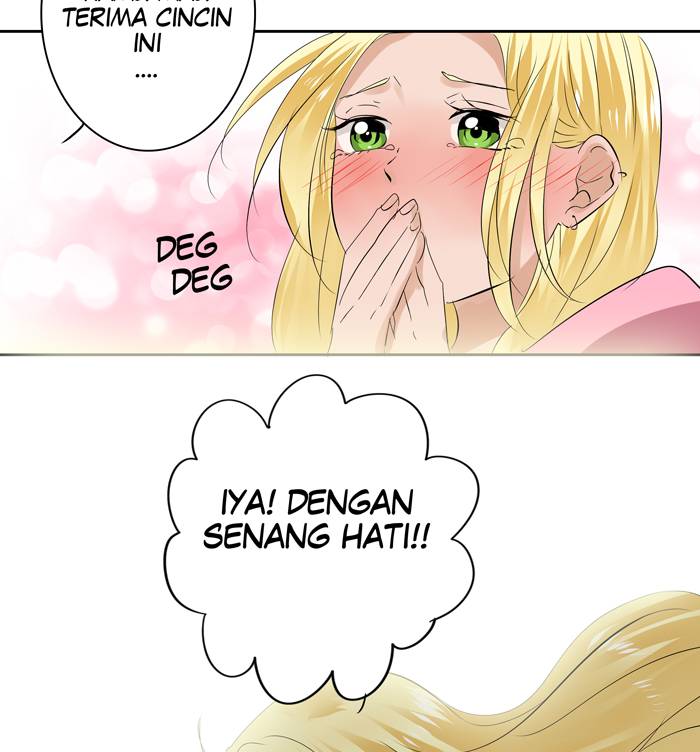 TERIMA CINCIN
INI
....
DEG
DEG
IYA! DENGAN
SENANG HATI!!